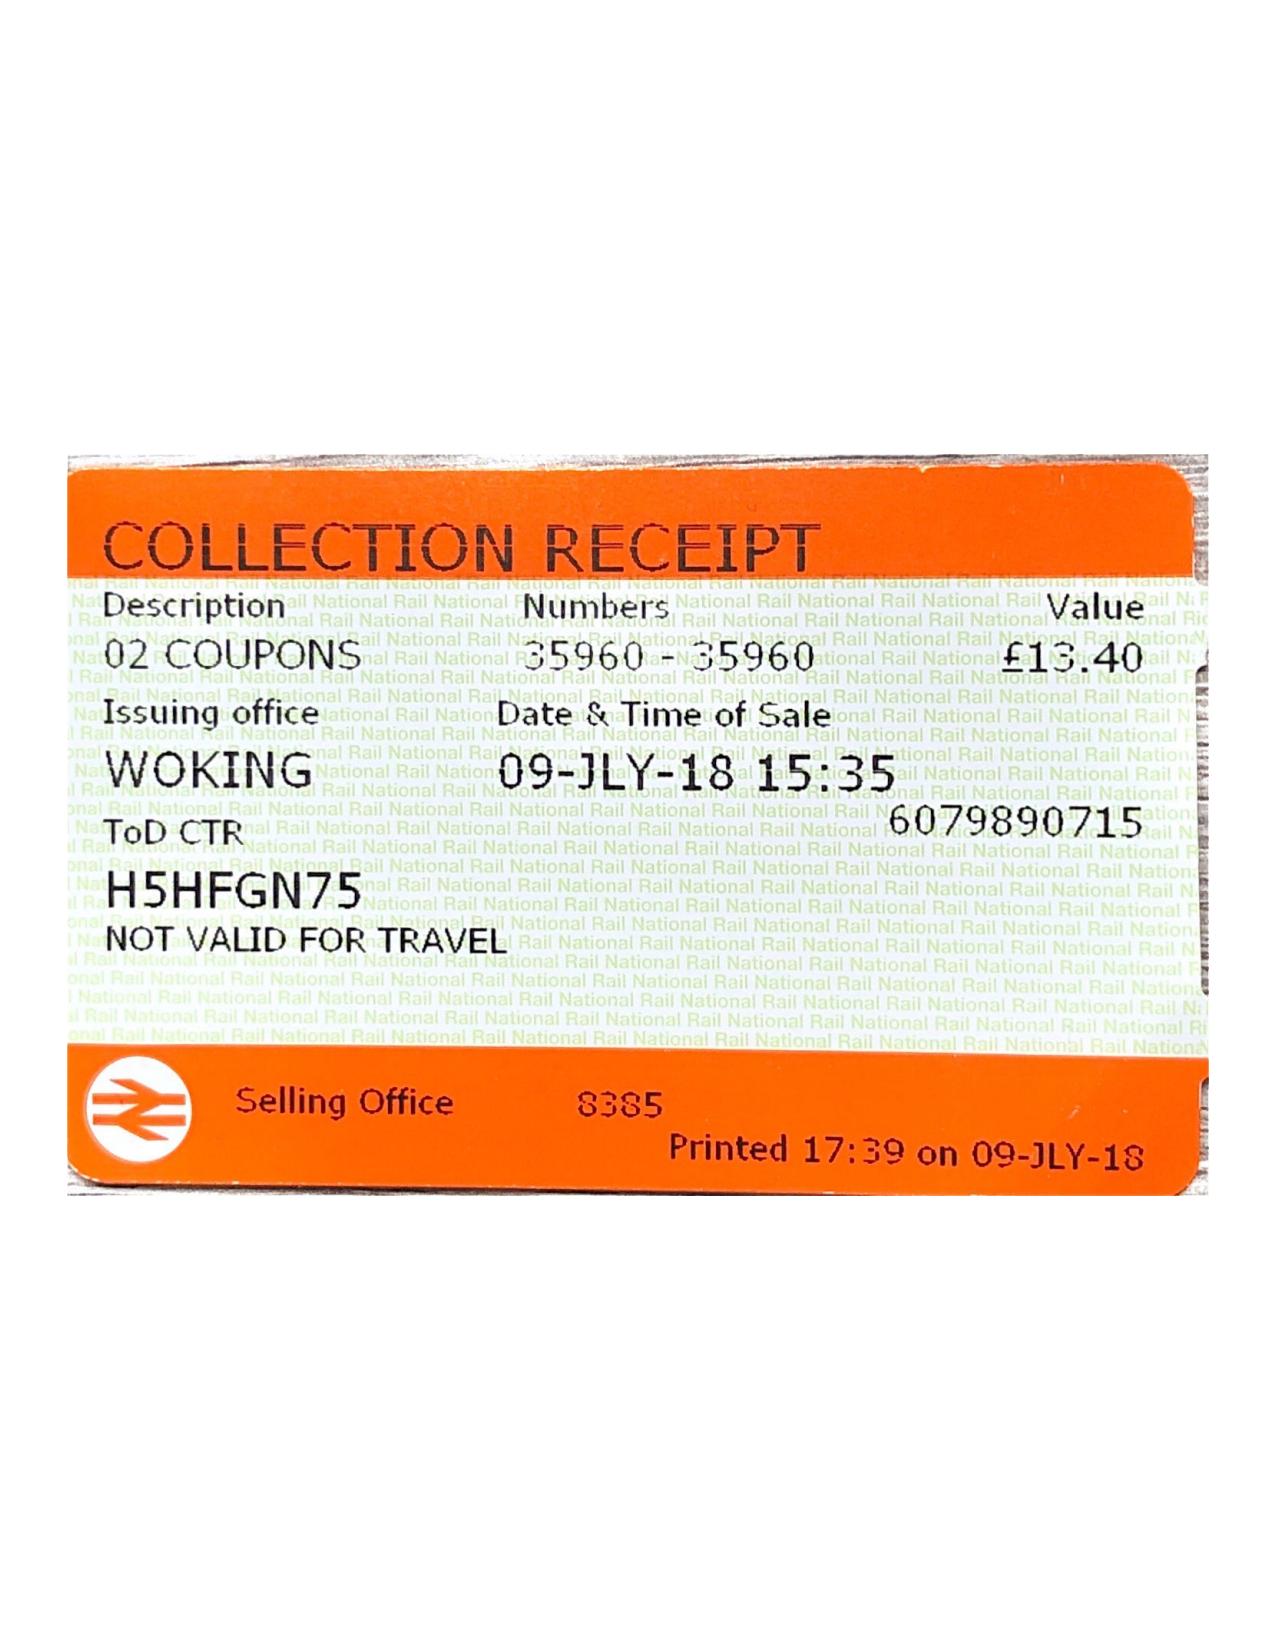 COLLECTION RECEIPT
Description Numbers Value
02 COUPONS 35960 - 35960 £13.40
Issuing office Date & Time of Sale
WOKING 09-JLY-18 15:35
6079890715
ToD CTR
H5HFGN75
NOT VALID FOR TRAVEL
Selling Office 8385
Printed 17:39 on 09-JLY-18